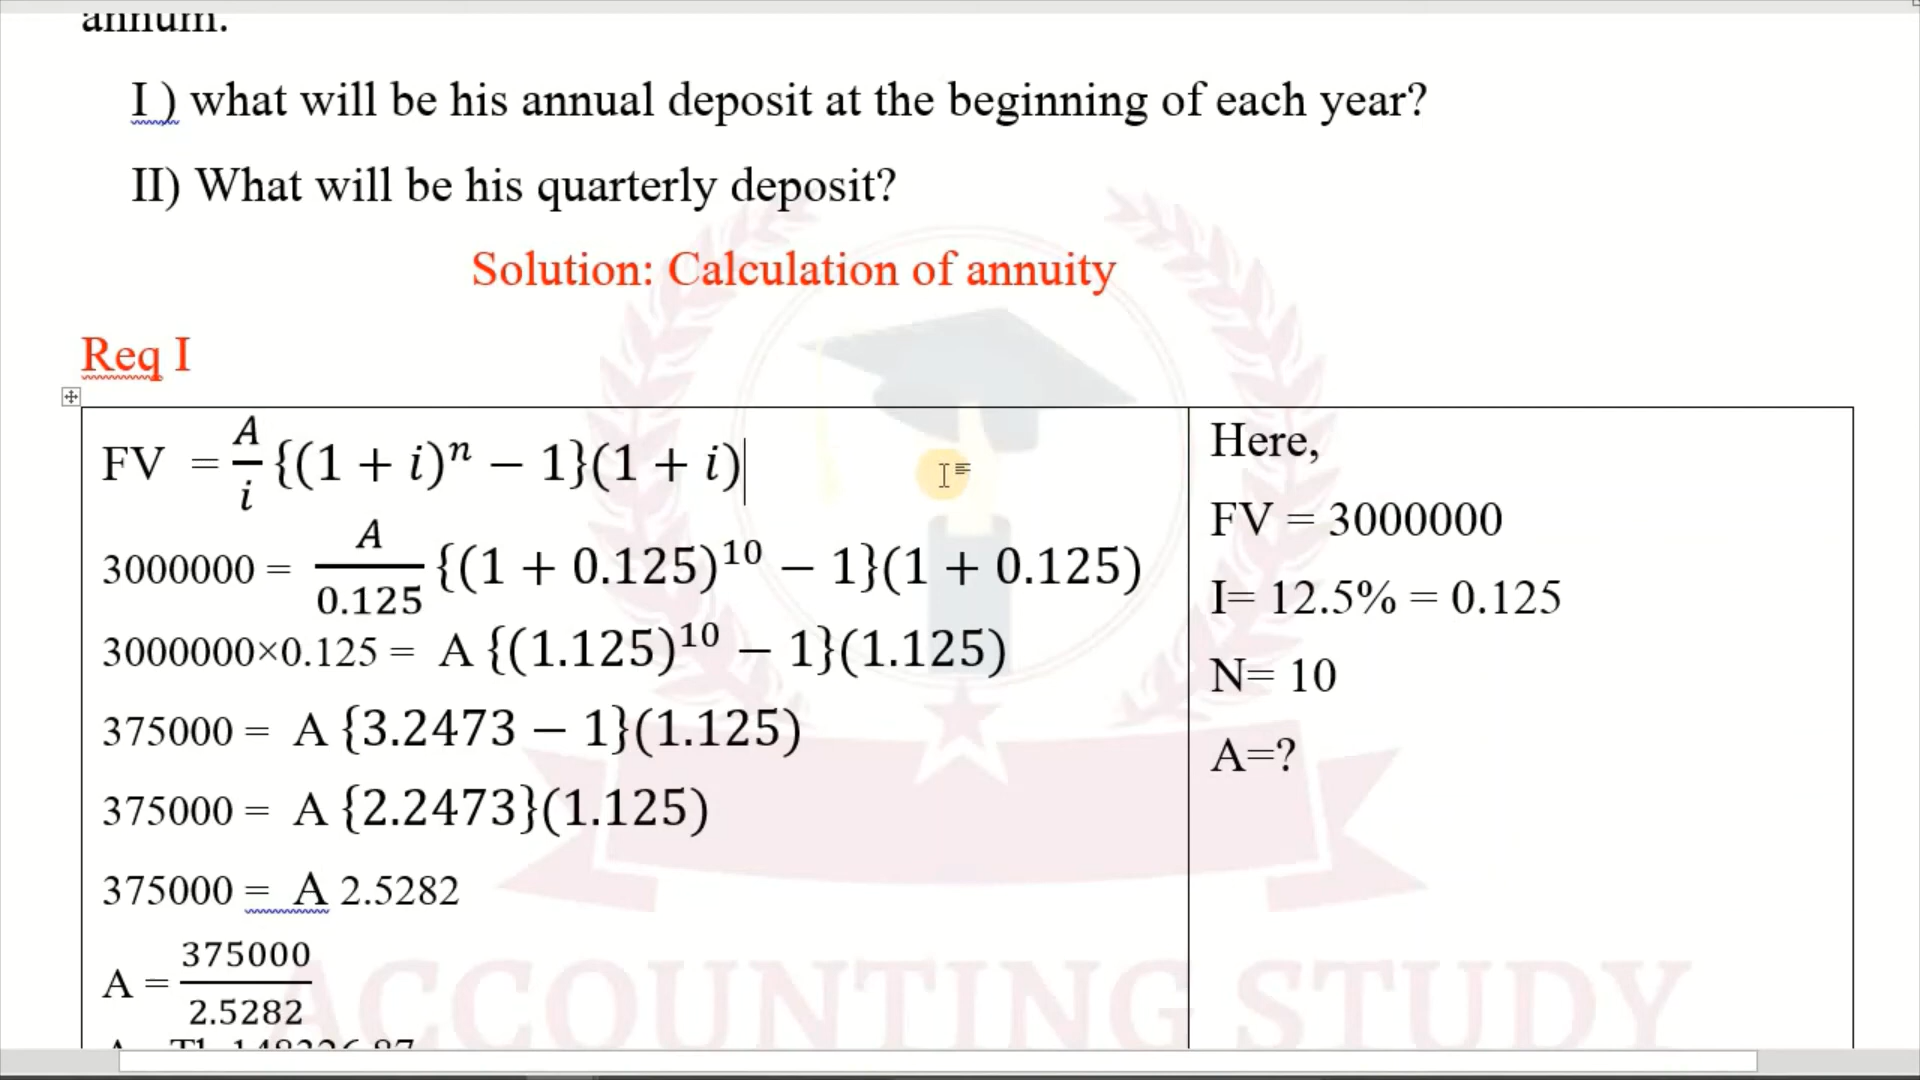 annum.
I ) what will be his annual deposit at the beginning of each year?
II) What will be his quarterly deposit?
Solution: Calculation of annuity
Req I
FV = A/i {(1 + i)ⁿ − 1}(1 + i)
3000000 = A/0.125 {(1 + 0.125)¹⁰ − 1}(1 + 0.125)
3000000×0.125 = A {(1.125)¹⁰ − 1}(1.125)
375000 = A {3.2473 − 1}(1.125)
375000 = A {2.2473}(1.125)
375000 = A 2.5282
A = 375000/2.5282
Here,
FV = 3000000
I= 12.5% = 0.125
N= 10
A=?
ACCOUNTING STUDY